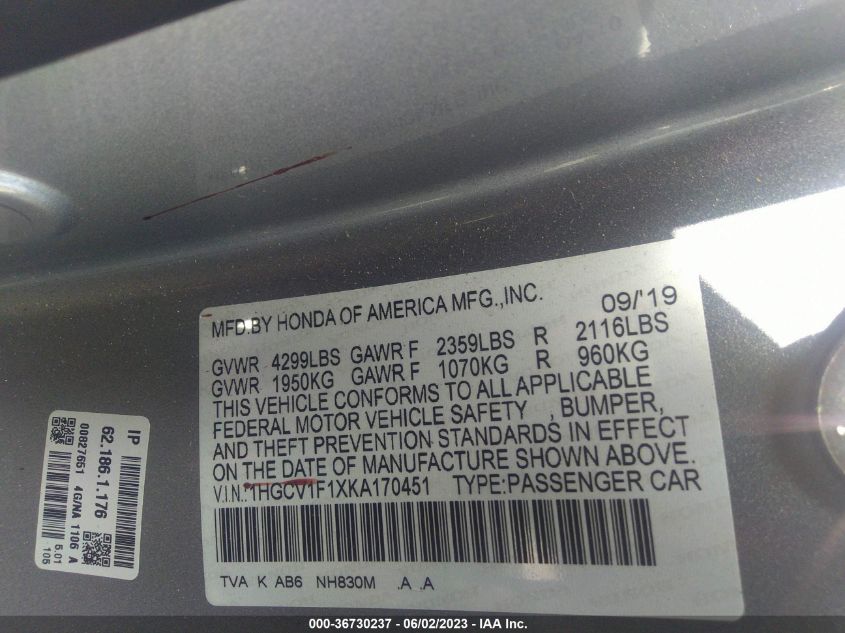 MFD.BY HONDA OF AMERICA MFG.,INC. 09/'19
GVWR 4299LBS GAWR F 2359LBS R 2116LBS
GVWR 1950KG GAWR F 1070KG R 960KG
THIS VEHICLE CONFORMS TO ALL APPLICABLE
FEDERAL MOTOR VEHICLE SAFETY , BUMPER,
AND THEFT PREVENTION STANDARDS IN EFFECT
ON THE DATE OF MANUFACTURE SHOWN ABOVE.
V.I.N.: 1HGCV1F1XKA170451 TYPE:PASSENGER CAR
TVA K AB6 NH830M .A .A
IP
62.186.1.176
00827651 4G/NA 1106 A
5.01
105
000-36730237 - 06/02/2023 - IAA Inc.